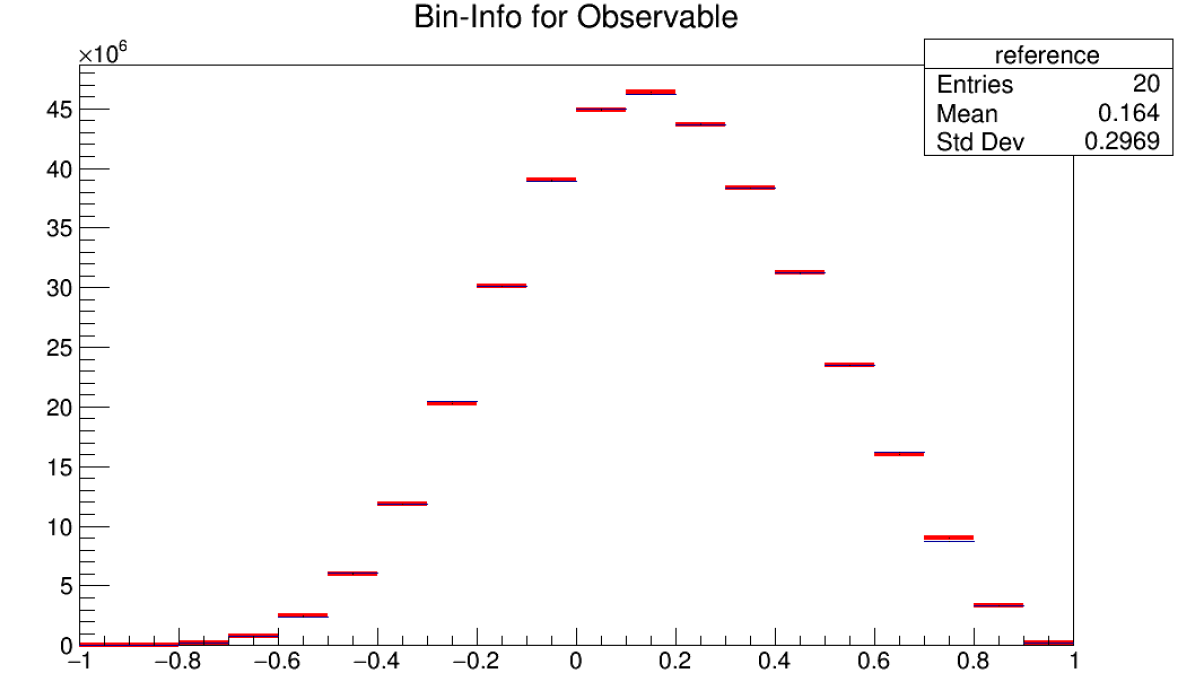 Bin-Info for Observable
×10⁶
reference
Entries 20
Mean 0.164
Std Dev 0.2969
45
40
35
30
25
20
15
10
5
0
−1 −0.8 −0.6 −0.4 −0.2 0 0.2 0.4 0.6 0.8 1